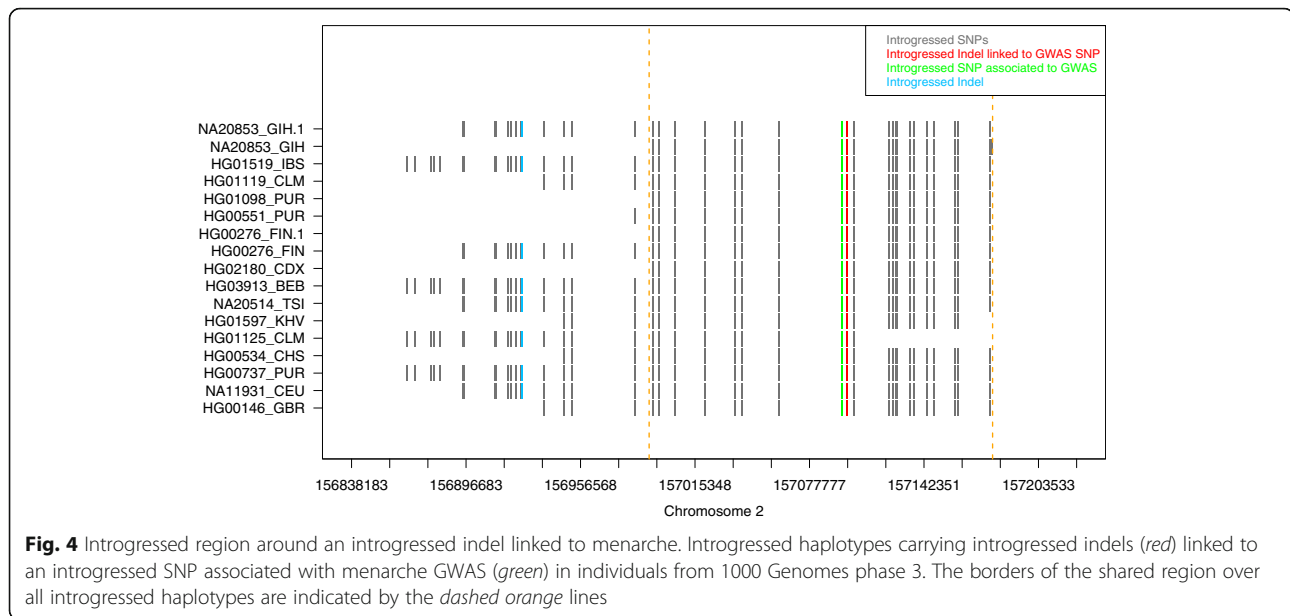 Introgressed SNPs
Introgressed Indel linked to GWAS SNP
Introgressed SNP associated to GWAS
Introgressed Indel
NA20853_GIH.1
NA20853_GIH
HG01519_IBS
HG01119_CLM
HG01098_PUR
HG00551_PUR
HG00276_FIN.1
HG00276_FIN
HG02180_CDX
HG03913_BEB
NA20514_TSI
HG01597_KHV
HG01125_CLM
HG00534_CHS
HG00737_PUR
NA11931_CEU
HG00146_GBR
156838183 156896683 156956568 157015348 157077777 157142351 157203533
Chromosome 2
Fig. 4 Introgressed region around an introgressed indel linked to menarche. Introgressed haplotypes carrying introgressed indels (red) linked to
an introgressed SNP associated with menarche GWAS (green) in individuals from 1000 Genomes phase 3. The borders of the shared region over
all introgressed haplotypes are indicated by the dashed orange lines